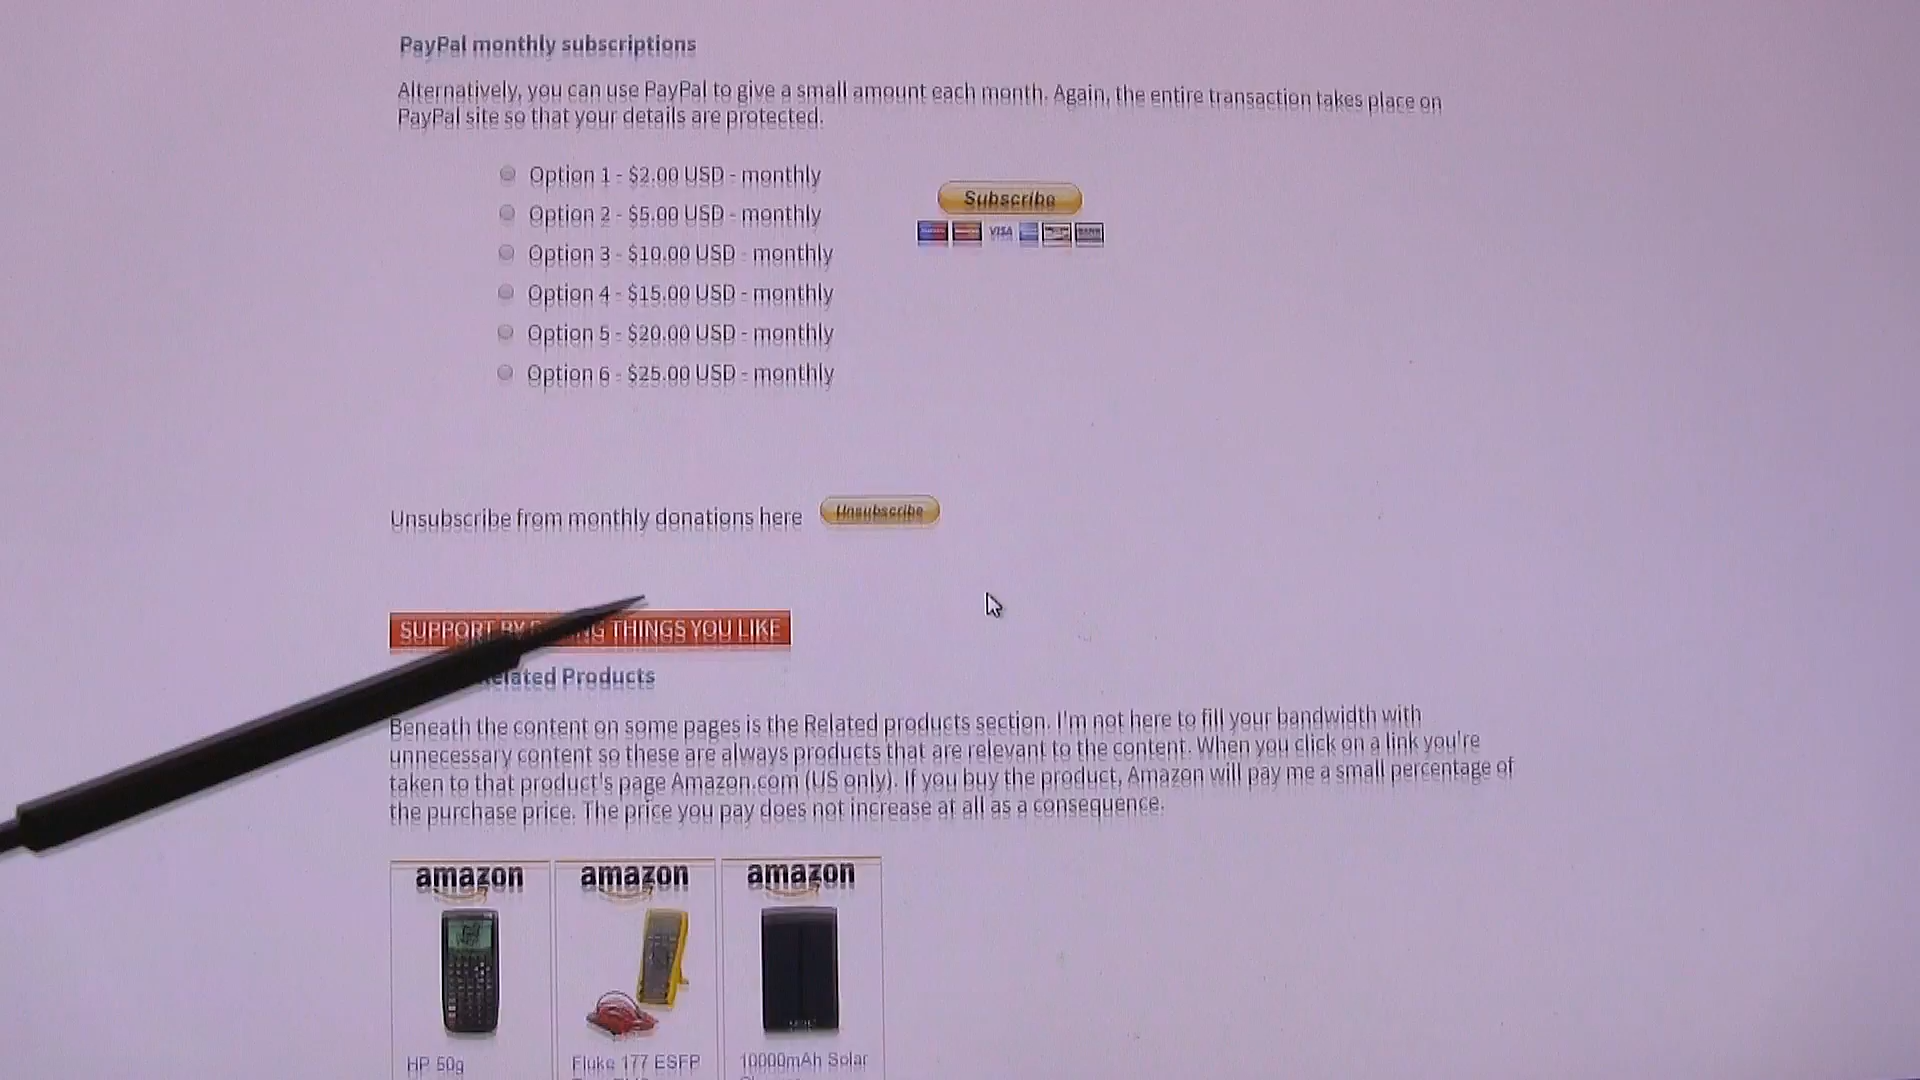 PayPal monthly subscriptions
Alternatively, you can use PayPal to give a small amount each month. Again, the entire transaction takes place on
PayPal site so that your details are protected.
Option 1 - $2.00 USD - monthly
Subscribe
Option 2 - $5.00 USD - monthly
VISA
Option 3 - $10.00 USD - monthly
Option 4 - $15.00 USD - monthly
Option 5 - $20.00 USD - monthly
Option 6 - $25.00 USD - monthly
Unsubscribe from monthly donations here
Unsubscribe
SUPPORT BY THINGS YOU LIKE
Related Products
Beneath the content on some pages is the Related products section. I'm not here to fill your bandwidth with
unnecessary content so these are always products that are relevant to the content. When you click on a link you're
taken to that product's page Amazon.com (US only). If you buy the product, Amazon will pay me a small percentage of
the purchase price. The price you pay does not increase at all as a consequence.
amazon
amazon
amazon
HP 50g
Fluke 177 ESFP
10000mAh Solar